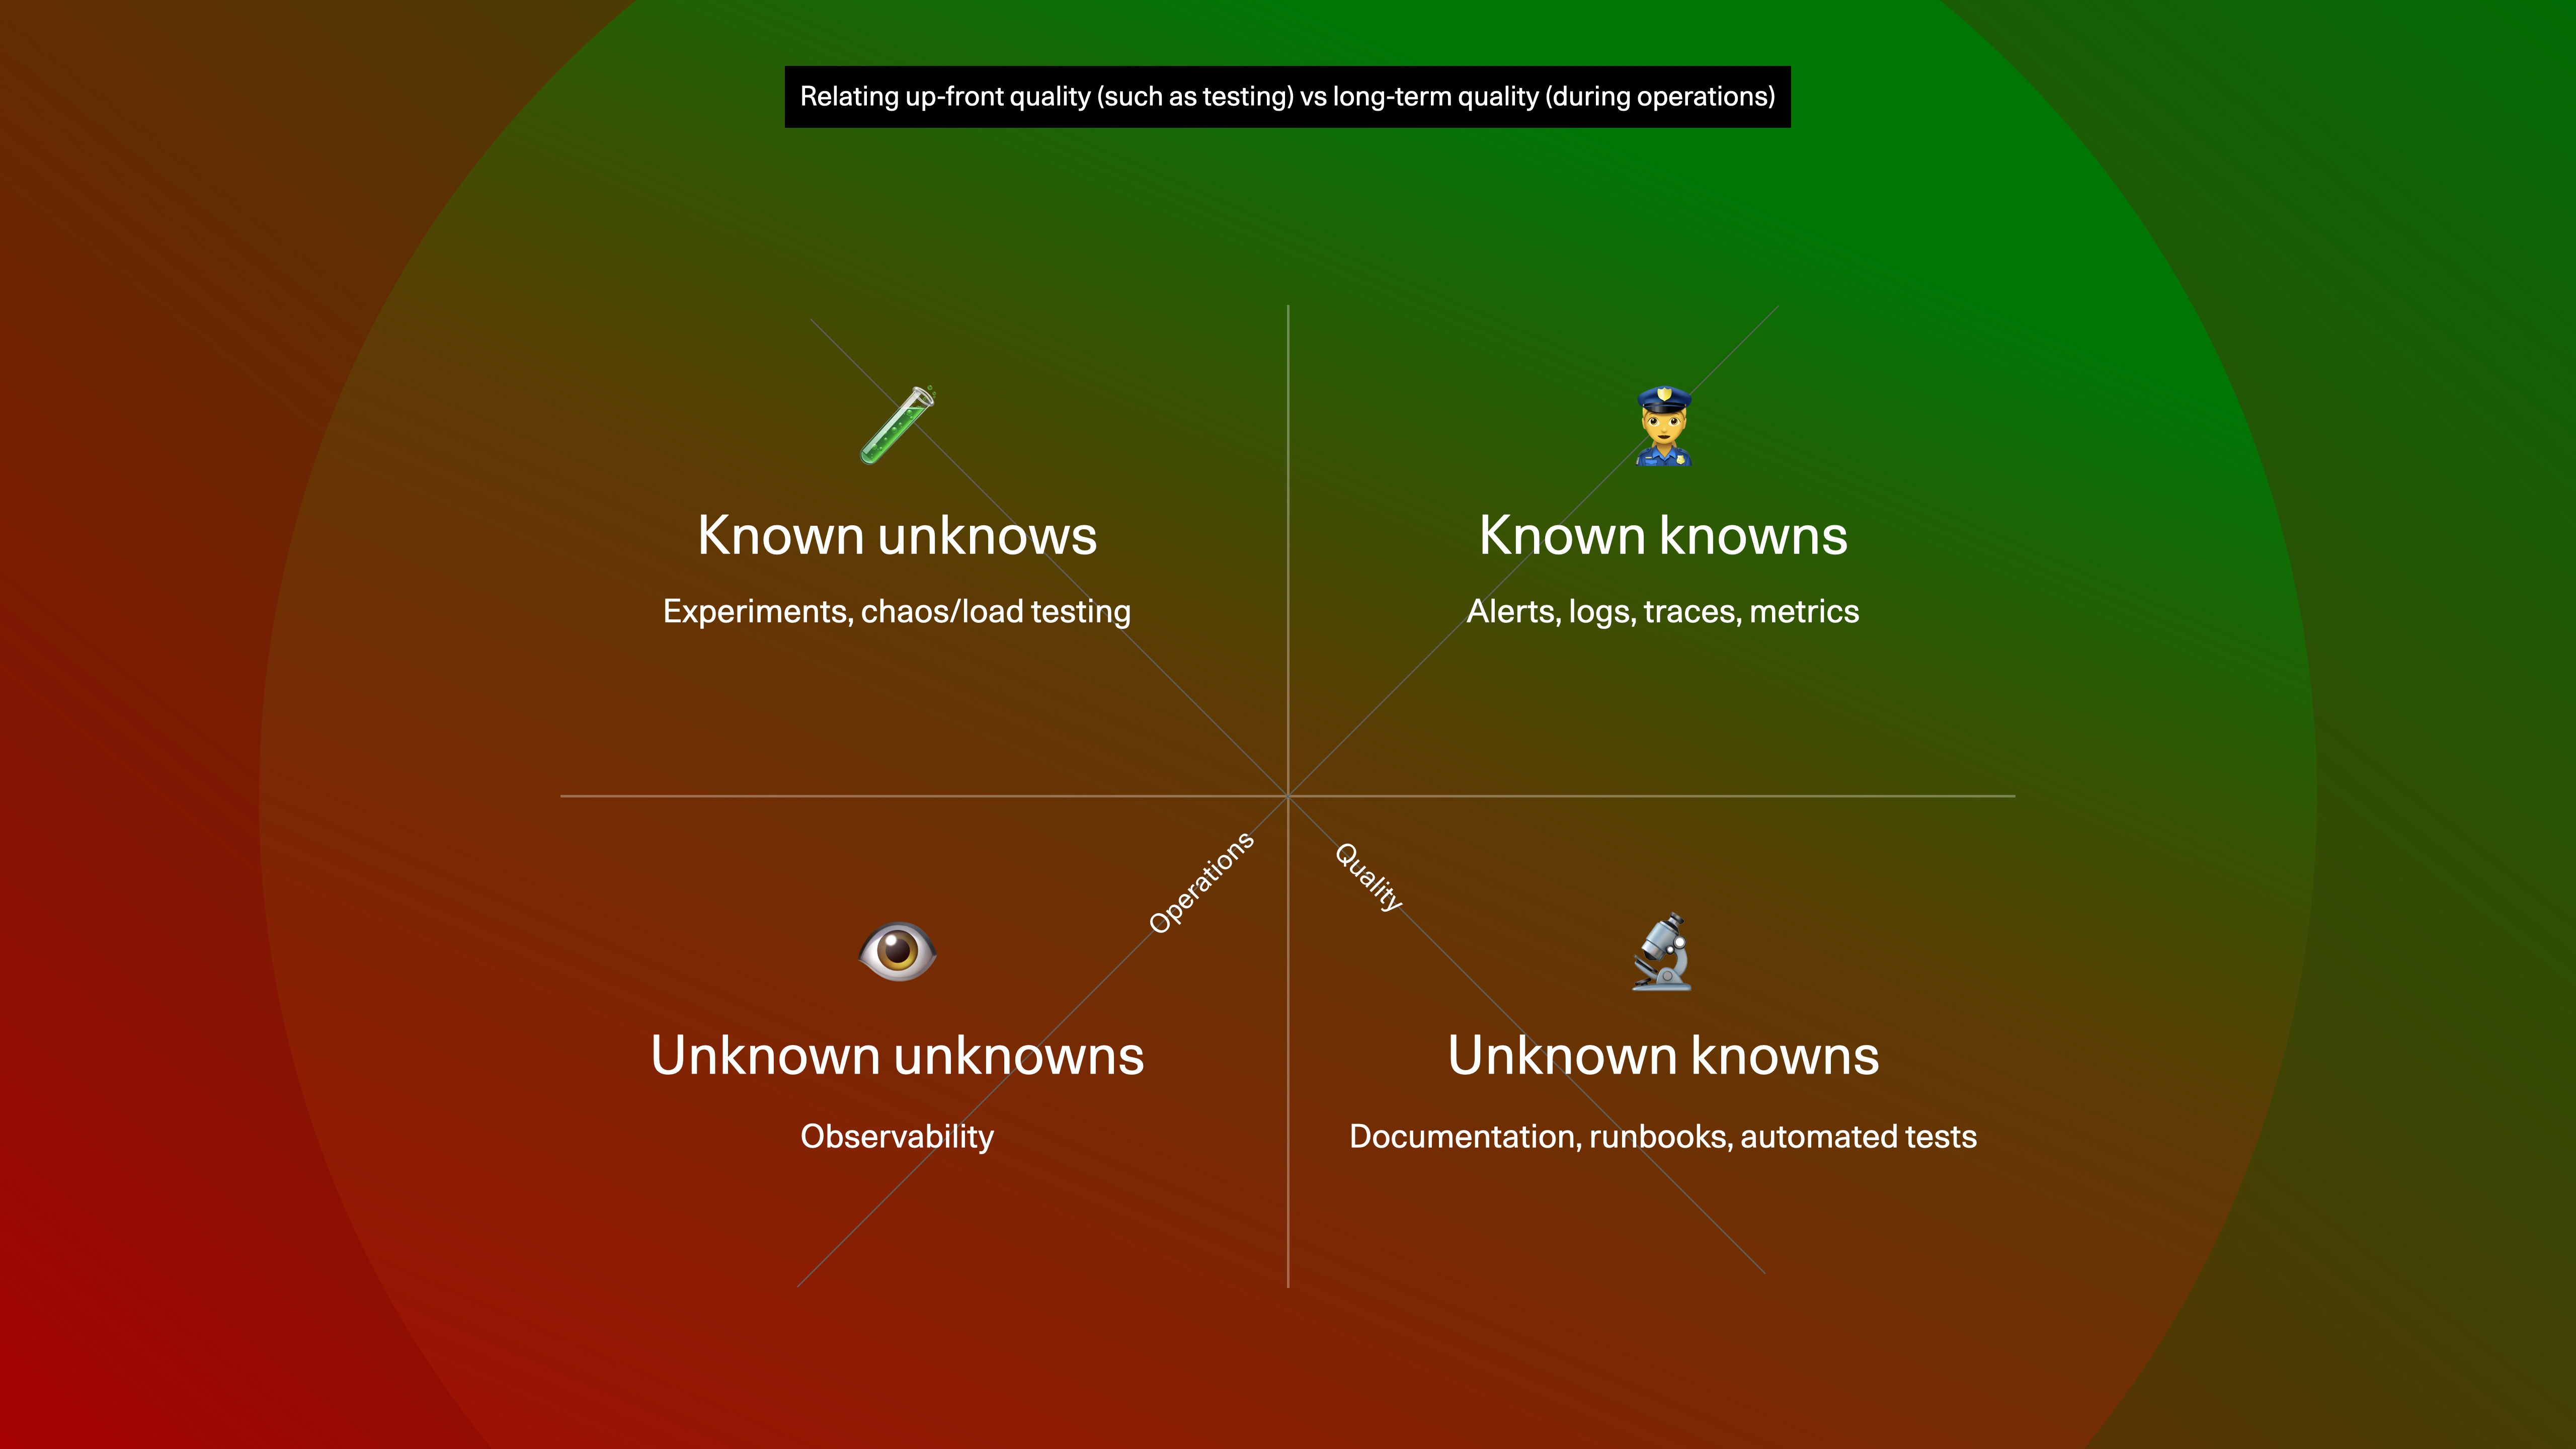 Relating up-front quality (such as testing) vs long-term quality (during operations)
Known unknows
Experiments, chaos/load testing
Known knowns
Alerts, logs, traces, metrics
Operations
Quality
Unknown unknowns
Observability
Unknown knowns
Documentation, runbooks, automated tests